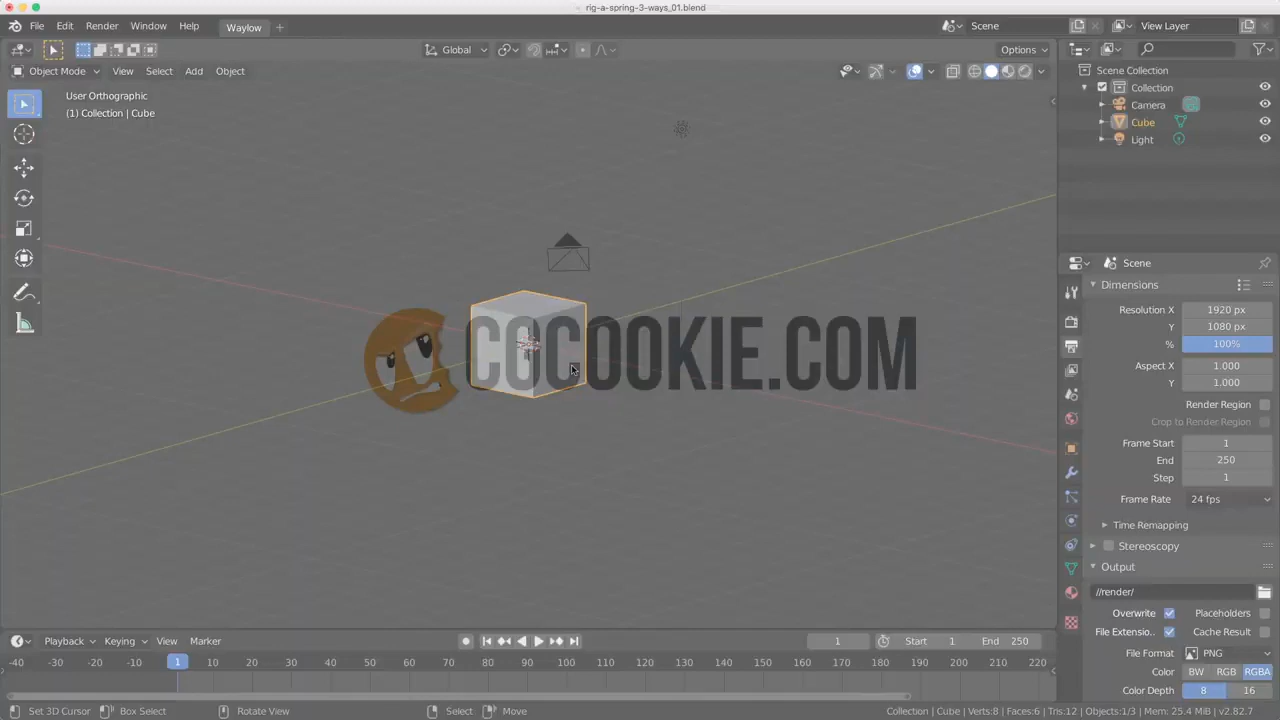 rig-a-spring-3-ways_01.blend
File Edit Render Window Help Waylow Scene View Layer
Global Options
Object Mode View Select Add Object
User Orthographic
(1) Collection | Cube
COCOOKIE.COM
Scene Collection
Collection
Camera
Cube
Light
Scene
Dimensions
Resolution X 1920 px
Y 1080 px
% 100%
Aspect X 1.000
Y 1.000
Render Region
Crop to Render Region
Frame Start 1
End 250
Step 1
Frame Rate 24 fps
Time Remapping
Stereoscopy
Output
//render/
Overwrite Placeholders
File Extensio.. Cache Result
File Format PNG
Color BW RGB RGBA
Color Depth 8 16
Playback Keying View Marker 1 Start 1 End 250
-40 -30 -20 -10 1 10 20 30 40 50 60 70 80 90 100 110 120 130 140 150 160 170 180 190 200 210 220
Set 3D Cursor Box Select Rotate View Select Move Collection | Cube | Verts:8 | Faces:6 | Tris:12 | Objects:1/3 | Mem: 25.4 MiB | v2.82.7